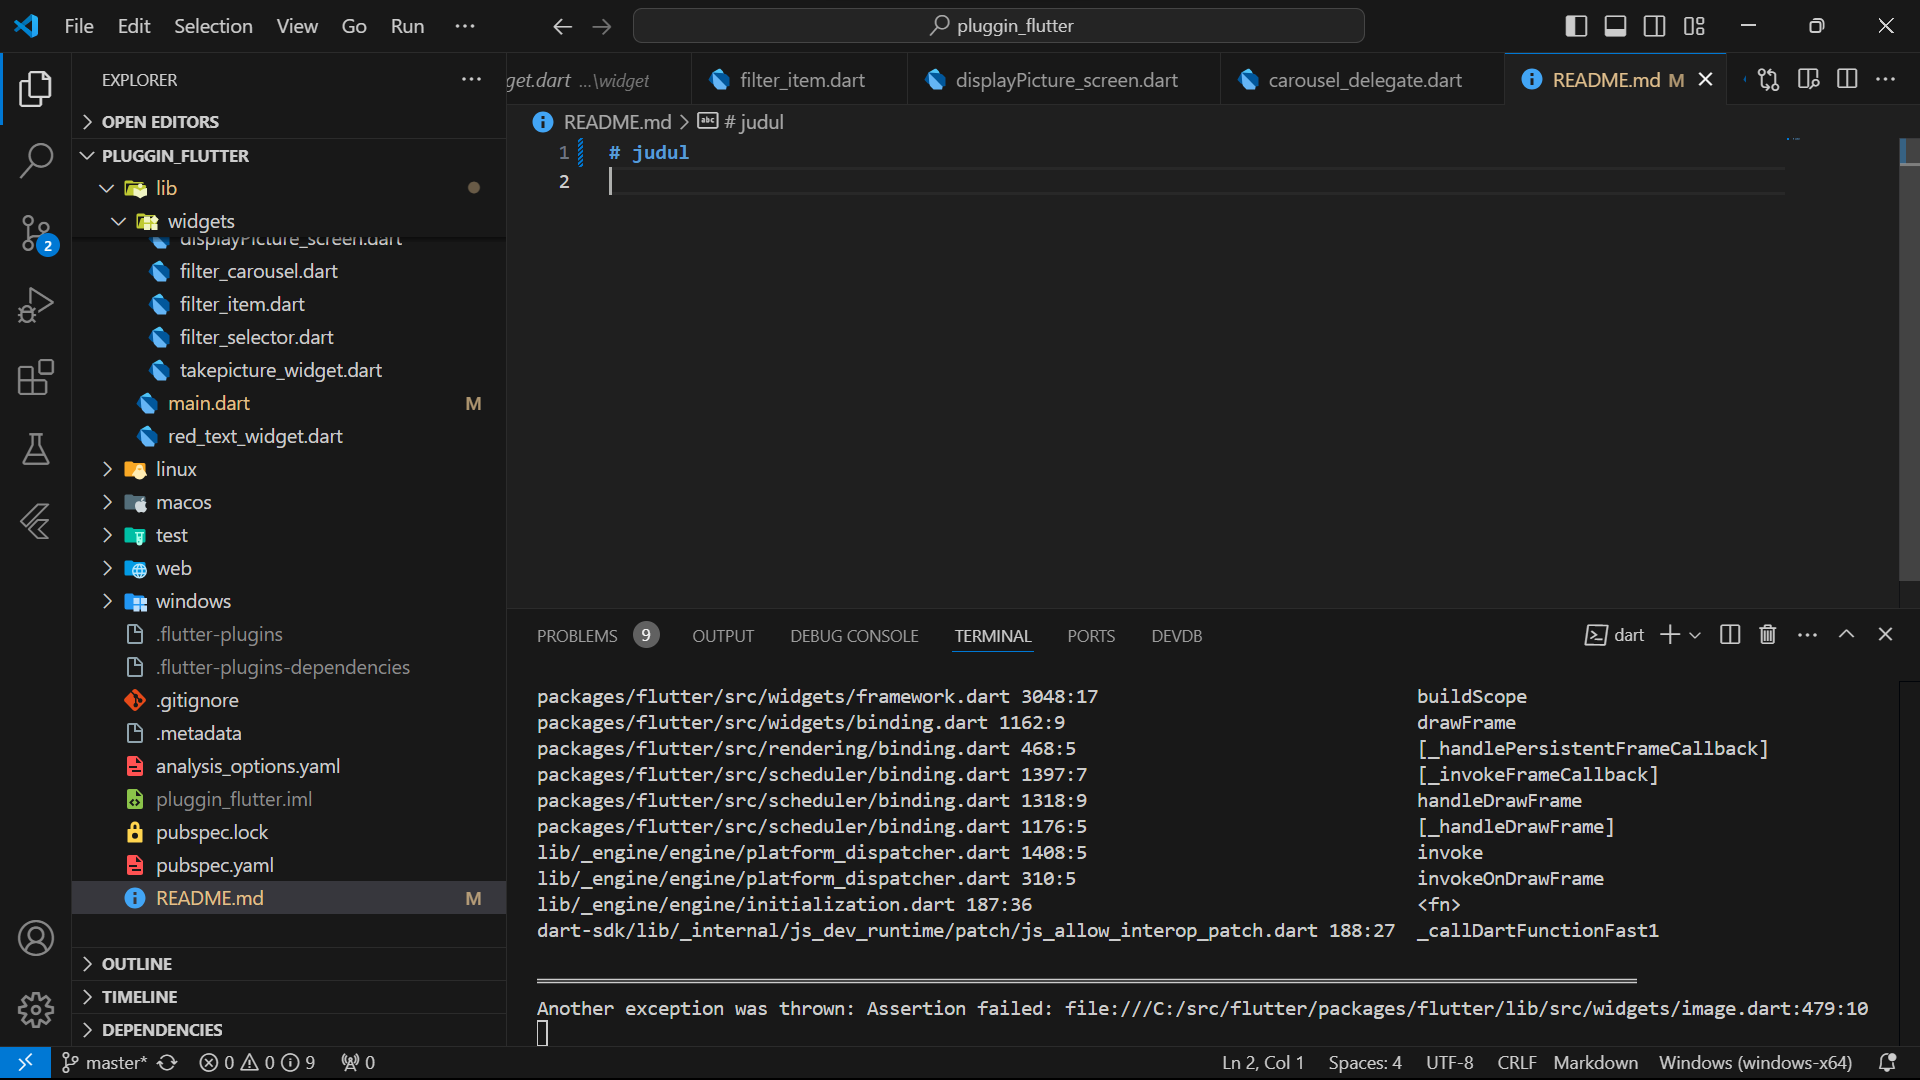 File Edit Selection View Go Run ···
pluggin_flutter
EXPLORER
OPEN EDITORS
PLUGGIN_FLUTTER
lib
widgets
displayPicture_screen.dart
filter_carousel.dart
filter_item.dart
filter_selector.dart
takepicture_widget.dart
main.dart M
red_text_widget.dart
linux
macos
test
web
windows
.flutter-plugins
.flutter-plugins-dependencies
.gitignore
.metadata
analysis_options.yaml
pluggin_flutter.iml
pubspec.lock
pubspec.yaml
README.md M
OUTLINE
TIMELINE
DEPENDENCIES
2
get.dart ...\widget filter_item.dart displayPicture_screen.dart carousel_delegate.dart README.md M
README.md > # judul
1 # judul
2
PROBLEMS 9 OUTPUT DEBUG CONSOLE TERMINAL PORTS DEVDB dart
packages/flutter/src/widgets/framework.dart 3048:17 buildScope
packages/flutter/src/widgets/binding.dart 1162:9 drawFrame
packages/flutter/src/rendering/binding.dart 468:5 [_handlePersistentFrameCallback]
packages/flutter/src/scheduler/binding.dart 1397:7 [_invokeFrameCallback]
packages/flutter/src/scheduler/binding.dart 1318:9 handleDrawFrame
packages/flutter/src/scheduler/binding.dart 1176:5 [_handleDrawFrame]
lib/_engine/engine/platform_dispatcher.dart 1408:5 invoke
lib/_engine/engine/platform_dispatcher.dart 310:5 invokeOnDrawFrame
lib/_engine/engine/initialization.dart 187:36 <fn>
dart-sdk/lib/_internal/js_dev_runtime/patch/js_allow_interop_patch.dart 188:27 _callDartFunctionFast1
Another exception was thrown: Assertion failed: file:///C:/src/flutter/packages/flutter/lib/src/widgets/image.dart:479:10
master* 0 0 9 0 Ln 2, Col 1 Spaces: 4 UTF-8 CRLF Markdown Windows (windows-x64)